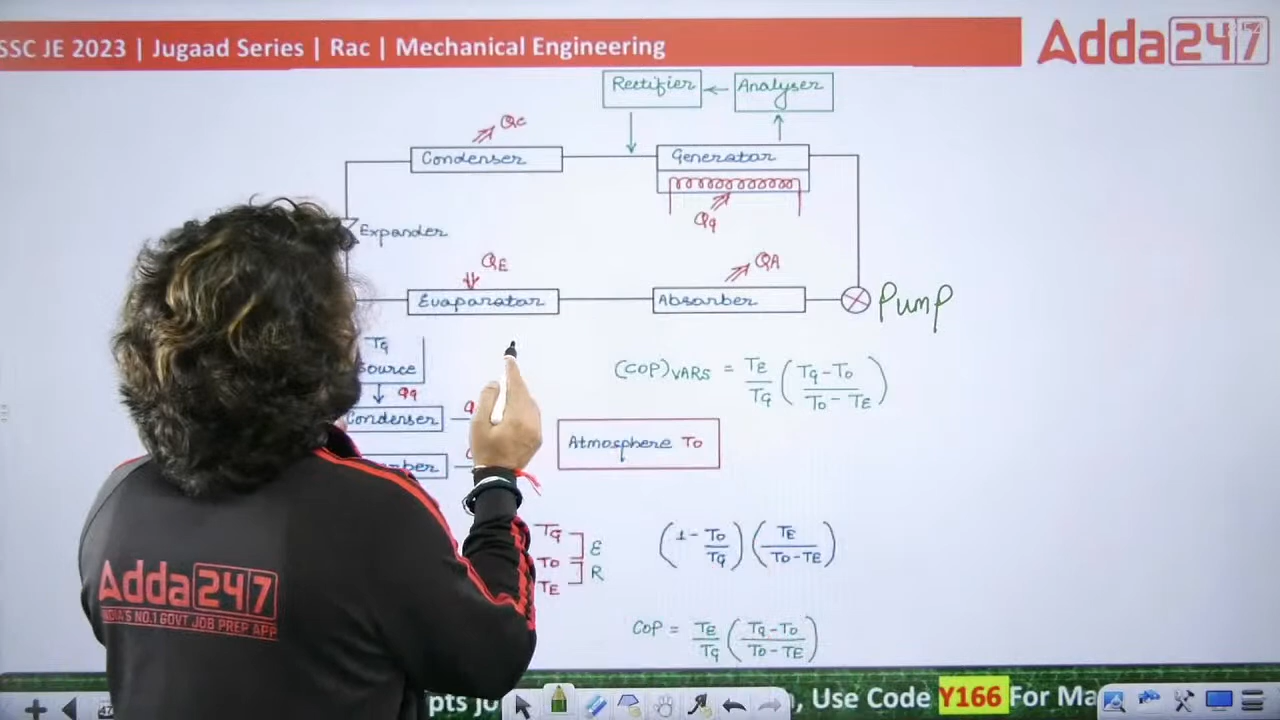 SSC JE 2023 | Jugaad Series | Rac | Mechanical Engineering
Adda 247
Rectifier
Analyser
Condenser
Qc
Generator
Qg
Expander
QE
QA
Evaporator
Absorber
Pump
Tg
Source
Qg
Condenser
(COP)VARS = TE/Tg (Tg-To/To-TE)
Atmosphere To
Tg
To
TE
E
R
(1-To/Tg)(TE/To-TE)
COP = TE/Tg (Tg-To/To-TE)
Adda247
INDIA'S NO.1 GOVT JOB PREP APP
, Use Code Y166 For Ma